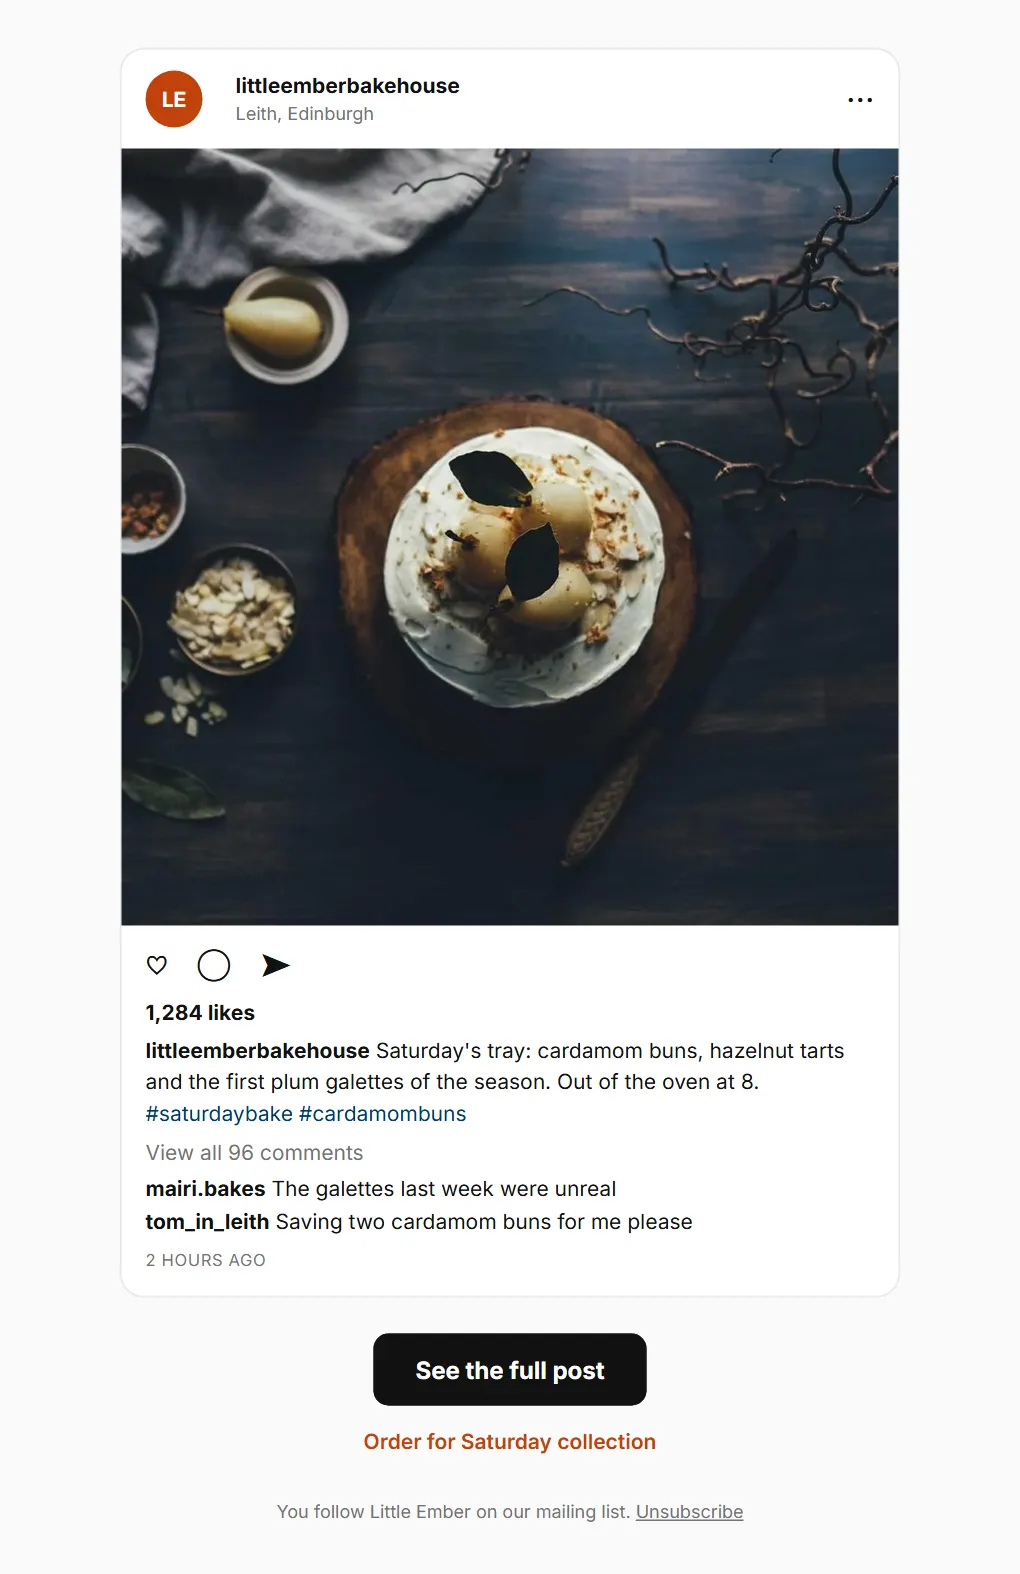 LE
littleemberbakehouse
Leith, Edinburgh
1,284 likes
littleemberbakehouse Saturday's tray: cardamom buns, hazelnut tarts
and the first plum galettes of the season. Out of the oven at 8.
#saturdaybake #cardamombuns
View all 96 comments
mairi.bakes The galettes last week were unreal
tom_in_leith Saving two cardamom buns for me please
2 HOURS AGO
See the full post
Order for Saturday collection
You follow Little Ember on our mailing list. Unsubscribe